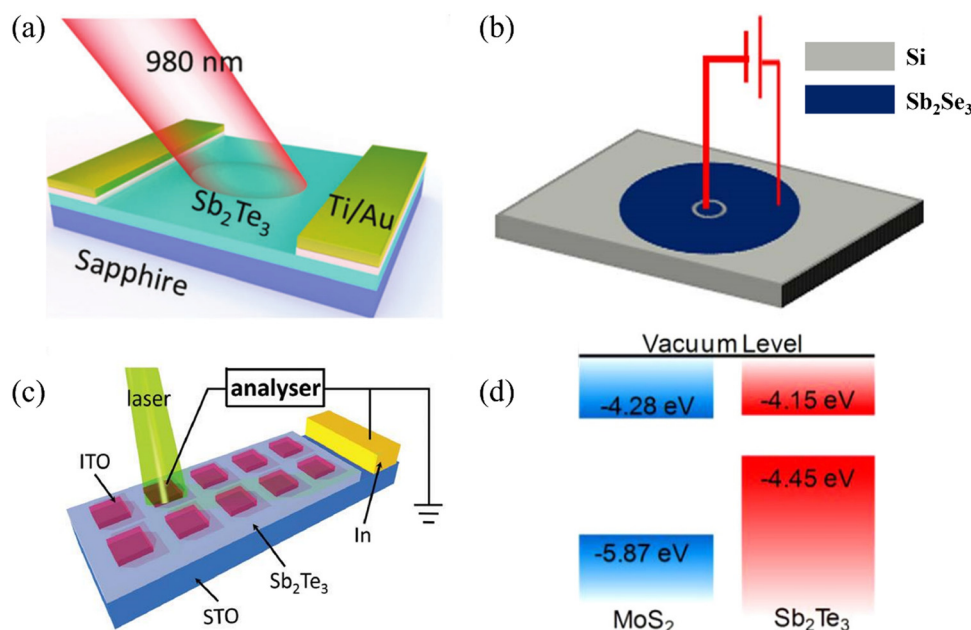 (a)
980 nm
Sb₂Te₃
Ti/Au
Sapphire
(b)
Si
Sb₂Se₃
(c)
laser
analyser
ITO
In
Sb₂Te₃
STO
(d)
Vacuum Level
-4.28 eV
-4.15 eV
-4.45 eV
-5.87 eV
MoS₂
Sb₂Te₃